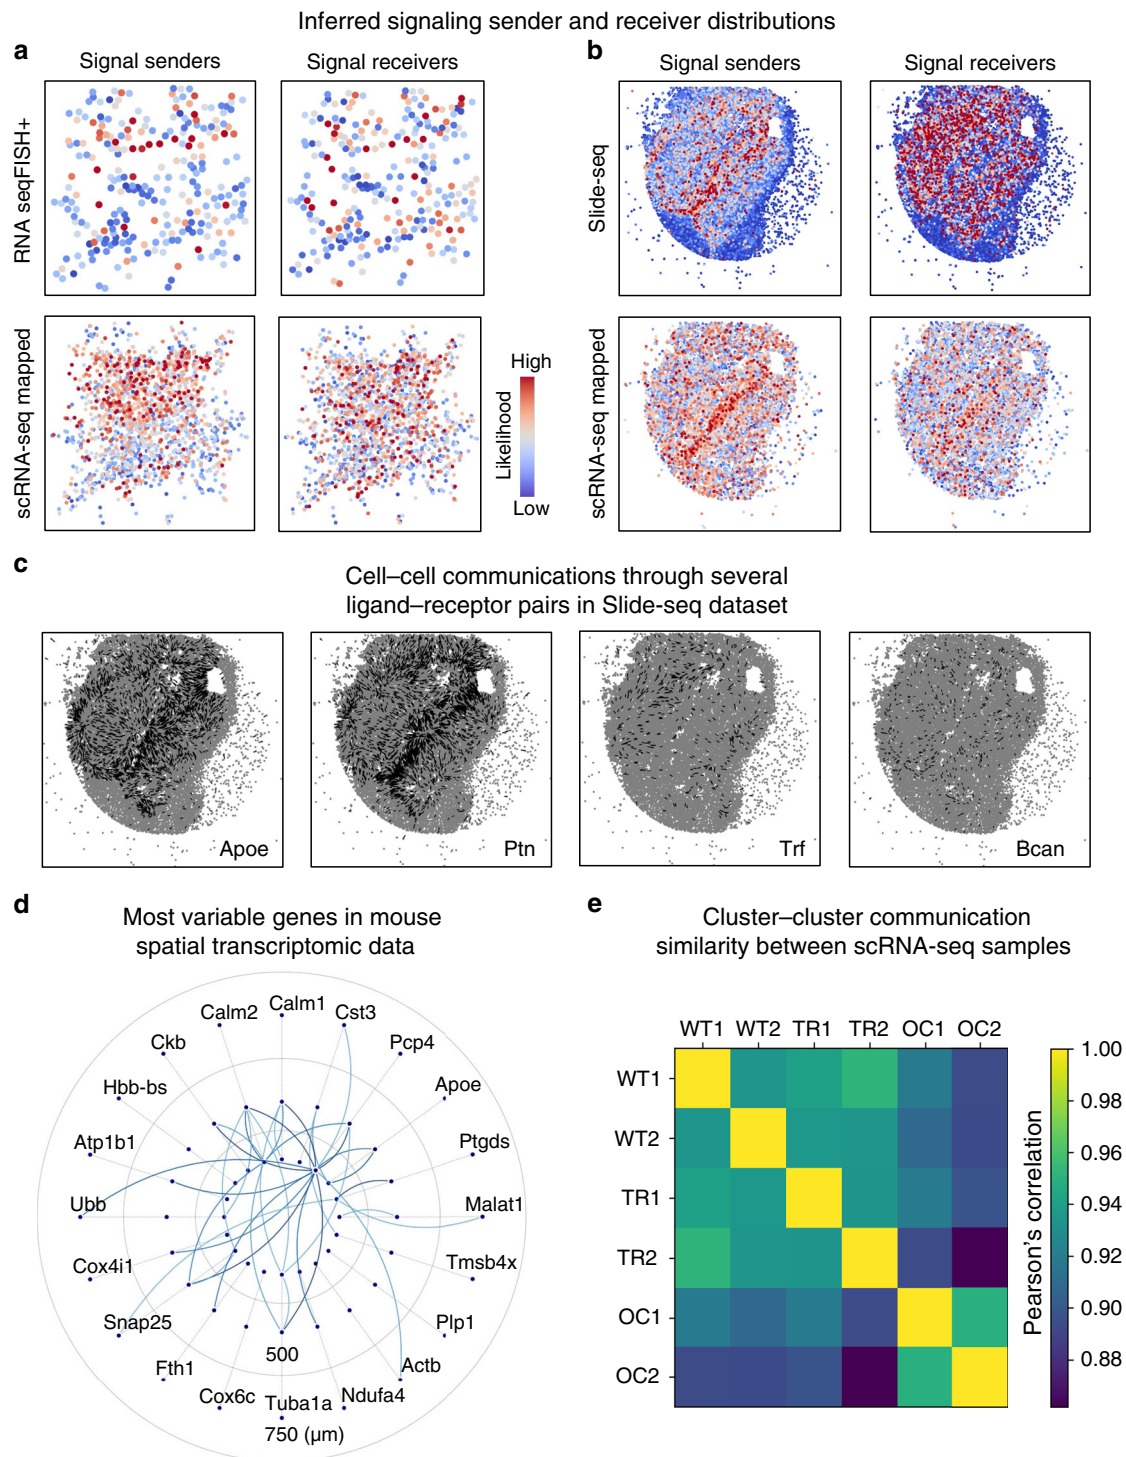 Inferred signaling sender and receiver distributions
a
Signal senders
Signal receivers
b
Signal senders
Signal receivers
RNA seqFISH+
Slide-seq
scRNA-seq mapped
High
Likelihood
Low
scRNA-seq mapped
c
Cell–cell communications through several
ligand–receptor pairs in Slide-seq dataset
Apoe
Ptn
Trf
Bcan
d
Most variable genes in mouse
spatial transcriptomic data
Calm1
Calm2
Cst3
Ckb
Pcp4
Hbb-bs
Apoe
Atp1b1
Ptgds
Ubb
Malat1
Cox4i1
Tmsb4x
Snap25
Plp1
Fth1
Actb
Cox6c
Tuba1a
Ndufa4
500
750 (μm)
e
Cluster–cluster communication
similarity between scRNA-seq samples
WT1 WT2 TR1 TR2 OC1 OC2
WT1
WT2
TR1
TR2
OC1
OC2
1.00
0.98
0.96
0.94
0.92
0.90
0.88
Pearson's correlation